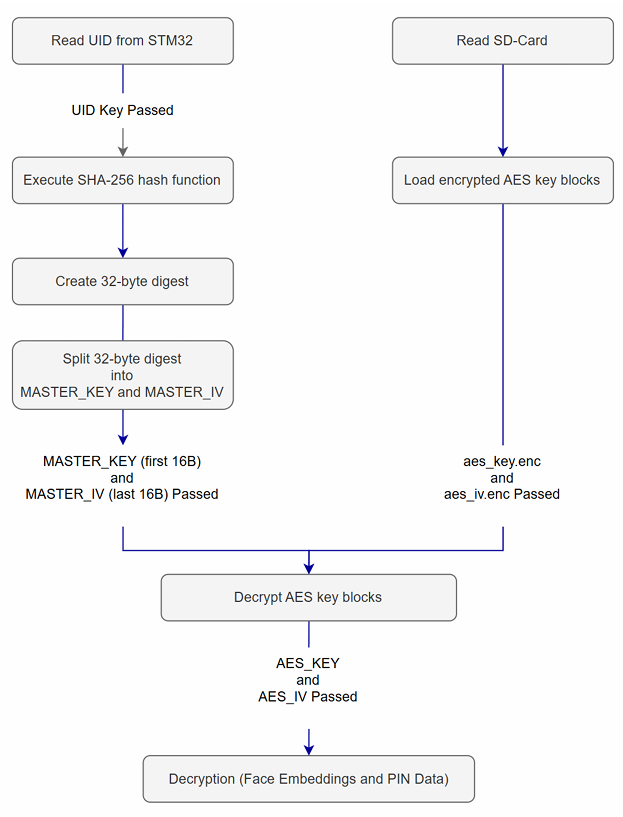 Read UID from STM32
UID Key Passed
Execute SHA-256 hash function
Create 32-byte digest
Split 32-byte digest
into
MASTER_KEY and MASTER_IV
MASTER_KEY (first 16B)
and
MASTER_IV (last 16B) Passed
Read SD-Card
Load encrypted AES key blocks
aes_key.enc
and
aes_iv.enc Passed
Decrypt AES key blocks
AES_KEY
and
AES_IV Passed
Decryption (Face Embeddings and PIN Data)